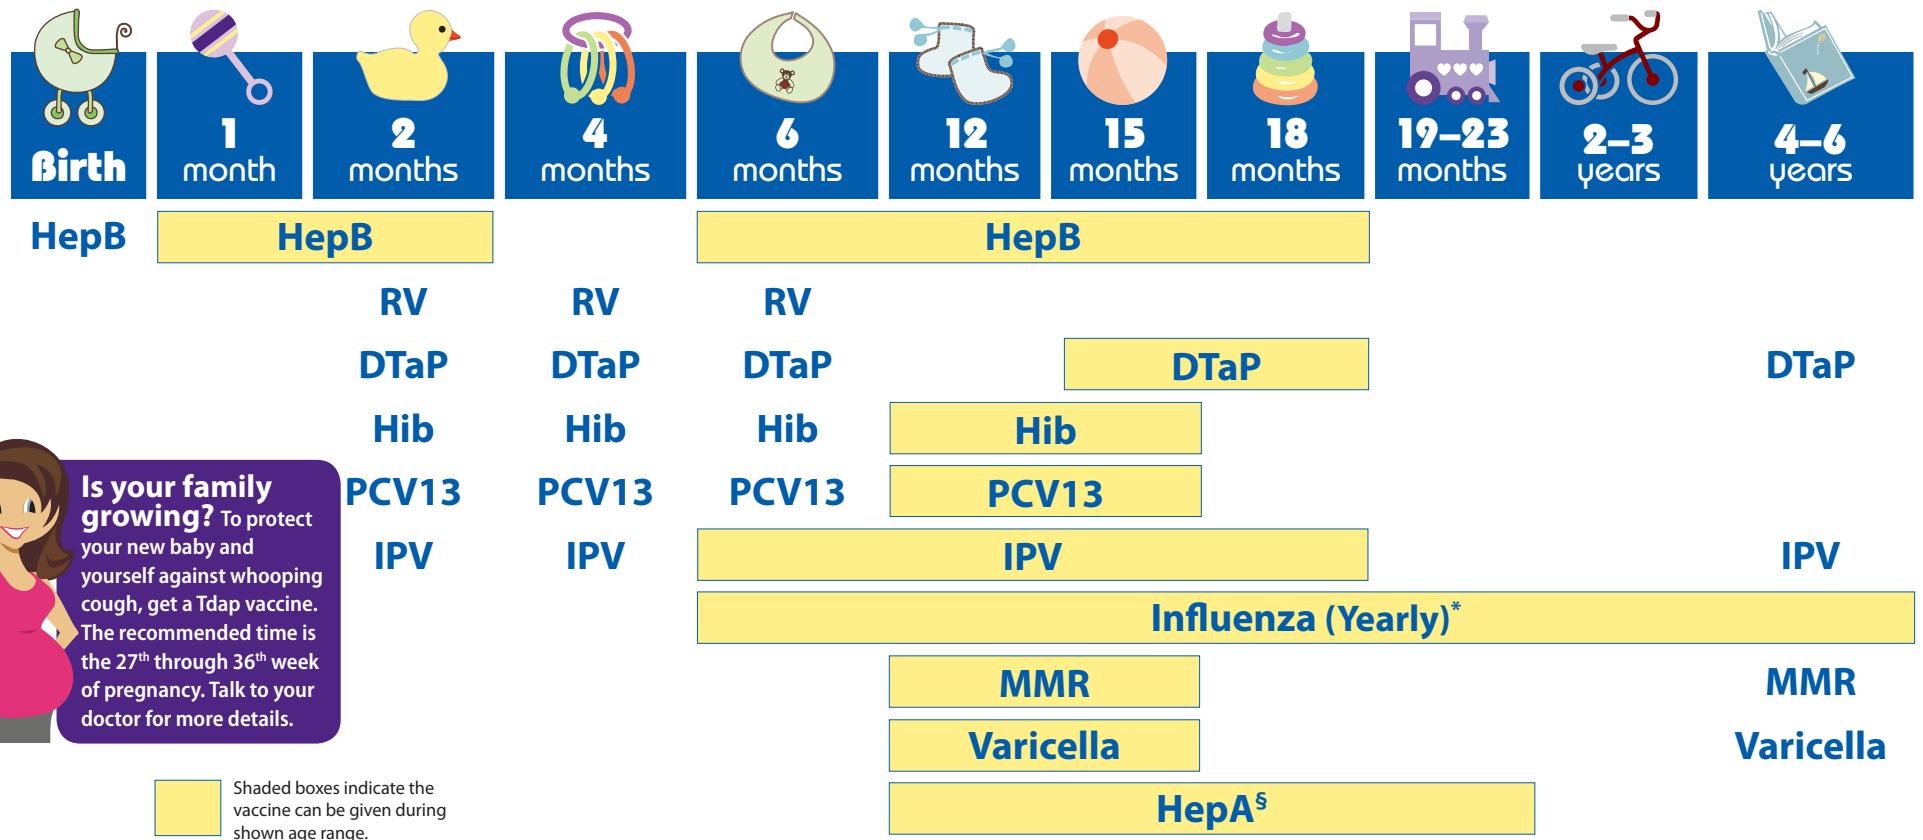 Birth
1
month
2
months
4
months
6
months
12
months
15
months
18
months
19–23
months
2–3
years
4–6
years
HepB HepB HepB
RV RV RV
DTaP DTaP DTaP DTaP DTaP
Hib Hib Hib Hib
PCV13 PCV13 PCV13 PCV13
IPV IPV IPV IPV
Influenza (Yearly)*
MMR MMR
Varicella Varicella
HepA§
Is your family
growing? To protect
your new baby and
yourself against whooping
cough, get a Tdap vaccine.
The recommended time is
the 27th through 36th week
of pregnancy. Talk to your
doctor for more details.
Shaded boxes indicate the
vaccine can be given during
shown age range.